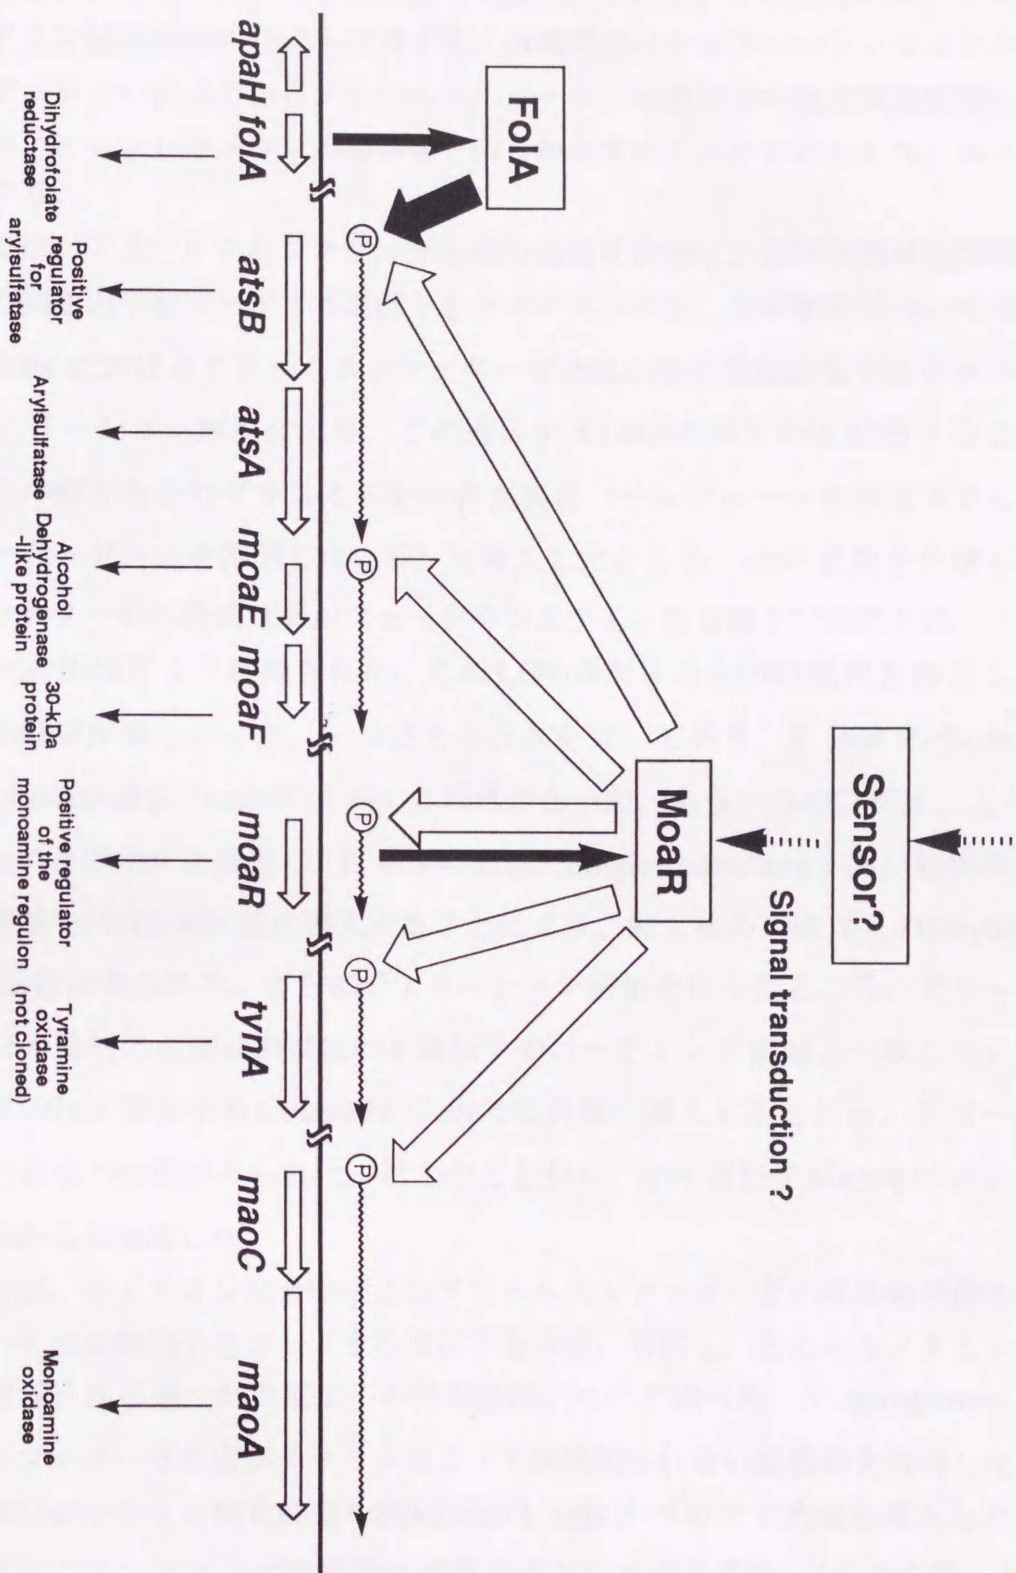 Sensor?
Signal transduction ?
FolA
MoaR
P
P
P
P
P
apaH folA
atsB
atsA
moaE moaF
moaR
tynA
maoC
maoA
Dihydrofolate
reductase
Positive
regulator
for
arylsulfatase
Arylsulfatase
Alcohol
Dehydrogenase
-like protein
30-kDa
protein
Positive regulator
of the
monoamine regulon
Tyramine
oxidase
(not cloned)
Monoamine
oxidase